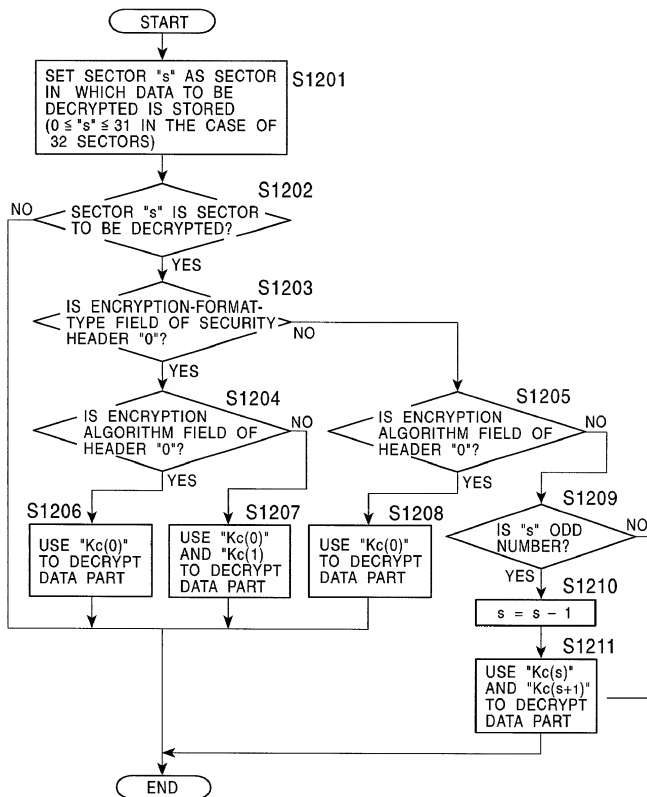 START
SET SECTOR "s" AS SECTOR
IN WHICH DATA TO BE
DECRYPTED IS STORED
(0 ≦ "s" ≦ 31 IN THE CASE OF
32 SECTORS)
S1201
S1202
NO
SECTOR "s" IS SECTOR
TO BE DECRYPTED?
YES
S1203
IS ENCRYPTION-FORMAT-
TYPE FIELD OF SECURITY
HEADER "0"?
NO
YES
S1204
IS ENCRYPTION
ALGORITHM FIELD OF
HEADER "0"?
NO
YES
S1205
IS ENCRYPTION
ALGORITHM FIELD OF
HEADER "0"?
NO
YES
S1206
USE "Kc(0)"
TO DECRYPT
DATA PART
S1207
USE "Kc(0)"
AND "Kc(1)
TO DECRYPT
DATA PART
S1208
USE "Kc(0)"
TO DECRYPT
DATA PART
S1209
IS "s" ODD
NUMBER?
NO
YES
S1210
s = s - 1
S1211
USE "Kc(s)"
AND "Kc(s+1)"
TO DECRYPT
DATA PART
END